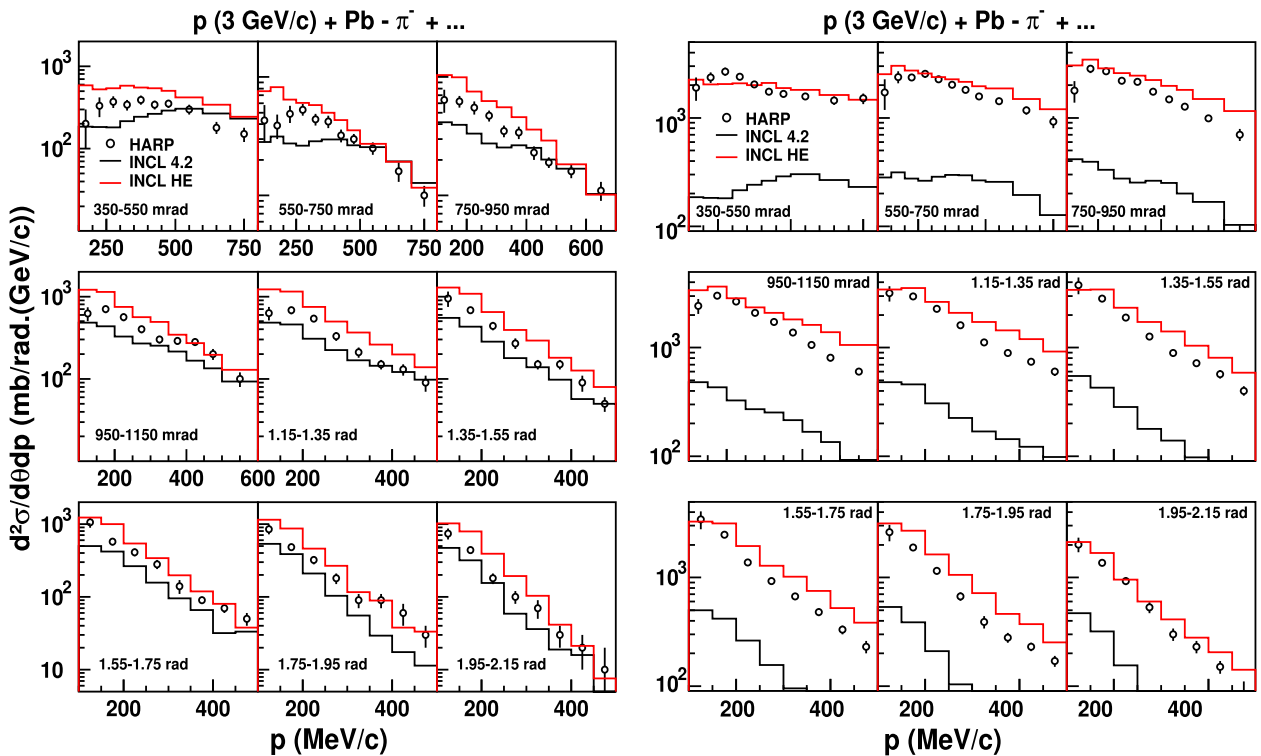 p (3 GeV/c) + Pb - π⁻ + ...
p (3 GeV/c) + Pb - π⁻ + ...
d²σ/dθdp (mb/rad.(GeV/c))
10³
10²
HARP
INCL 4.2
INCL HE
350-550 mrad
550-750 mrad
750-950 mrad
250 500 750
250 500 750
200 400 600
10³
10²
HARP
INCL 4.2
INCL HE
350-550 mrad
550-750 mrad
750-950 mrad
10³
10²
950-1150 mrad
1.15-1.35 rad
1.35-1.55 rad
200 400 600
200 400
200 400
10³
10²
950-1150 mrad
1.15-1.35 rad
1.35-1.55 rad
10³
10²
10
1.55-1.75 rad
1.75-1.95 rad
1.95-2.15 rad
200 400
200 400
200 400
p (MeV/c)
10³
10²
1.55-1.75 rad
1.75-1.95 rad
1.95-2.15 rad
200 400
200 400
200 400
p (MeV/c)